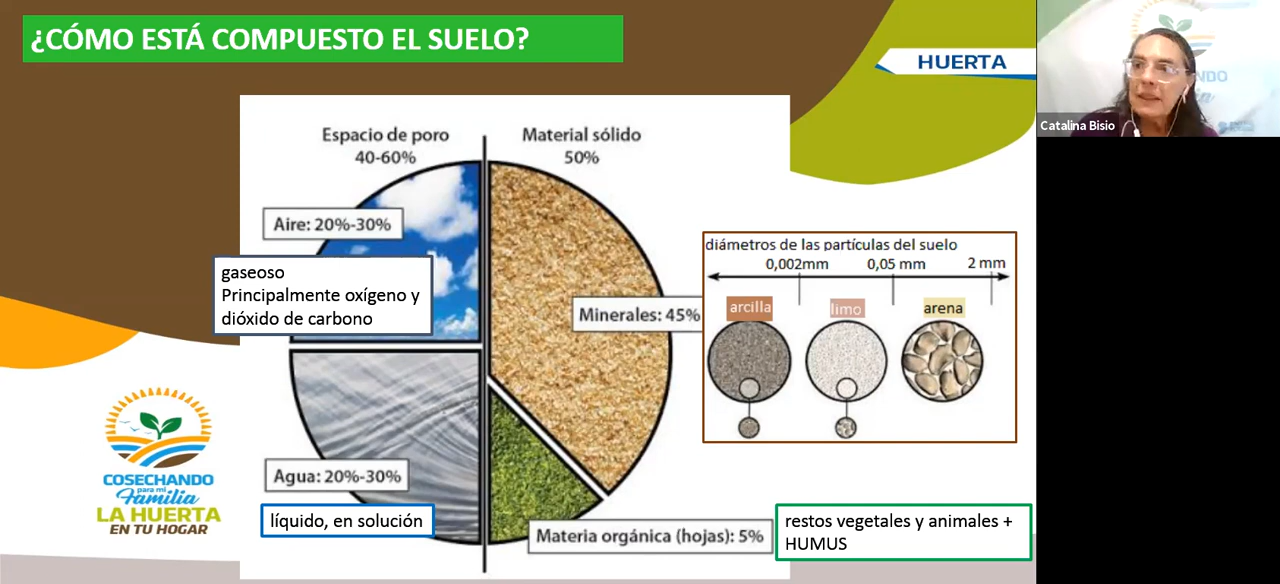 ¿CÓMO ESTÁ COMPUESTO EL SUELO?
HUERTA
Catalina Bisio
Espacio de poro
40-60%
Material sólido
50%
Aire: 20%-30%
gaseoso
Principalmente oxígeno y
dióxido de carbono
Minerales: 45%
diámetros de las partículas del suelo
0,002mm
0,05 mm
2 mm
arcilla
limo
arena
Agua: 20%-30%
líquido, en solución
Materia orgánica (hojas): 5%
restos vegetales y animales +
HUMUS
COSECHANDO
para mi
Familia
LA HUERTA
EN TU HOGAR